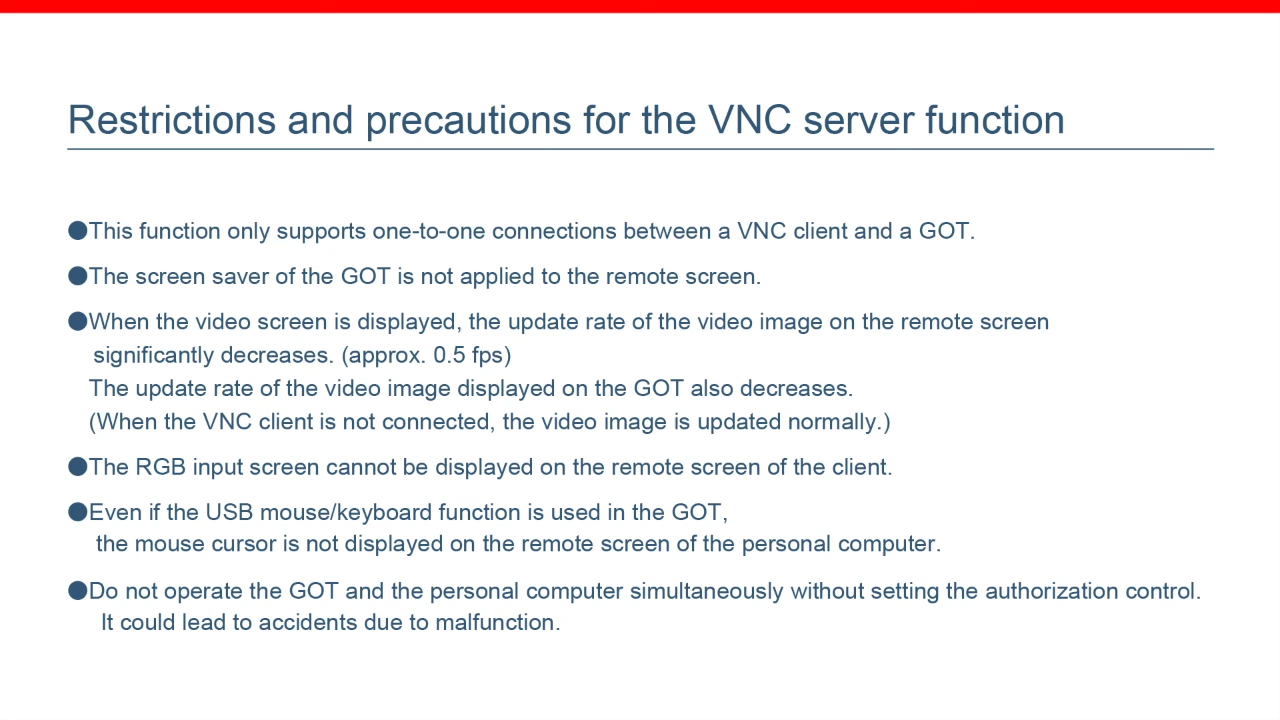 Restrictions and precautions for the VNC server function
●This function only supports one-to-one connections between a VNC client and a GOT.
●The screen saver of the GOT is not applied to the remote screen.
●When the video screen is displayed, the update rate of the video image on the remote screen
significantly decreases. (approx. 0.5 fps)
The update rate of the video image displayed on the GOT also decreases.
(When the VNC client is not connected, the video image is updated normally.)
●The RGB input screen cannot be displayed on the remote screen of the client.
●Even if the USB mouse/keyboard function is used in the GOT,
the mouse cursor is not displayed on the remote screen of the personal computer.
●Do not operate the GOT and the personal computer simultaneously without setting the authorization control.
It could lead to accidents due to malfunction.